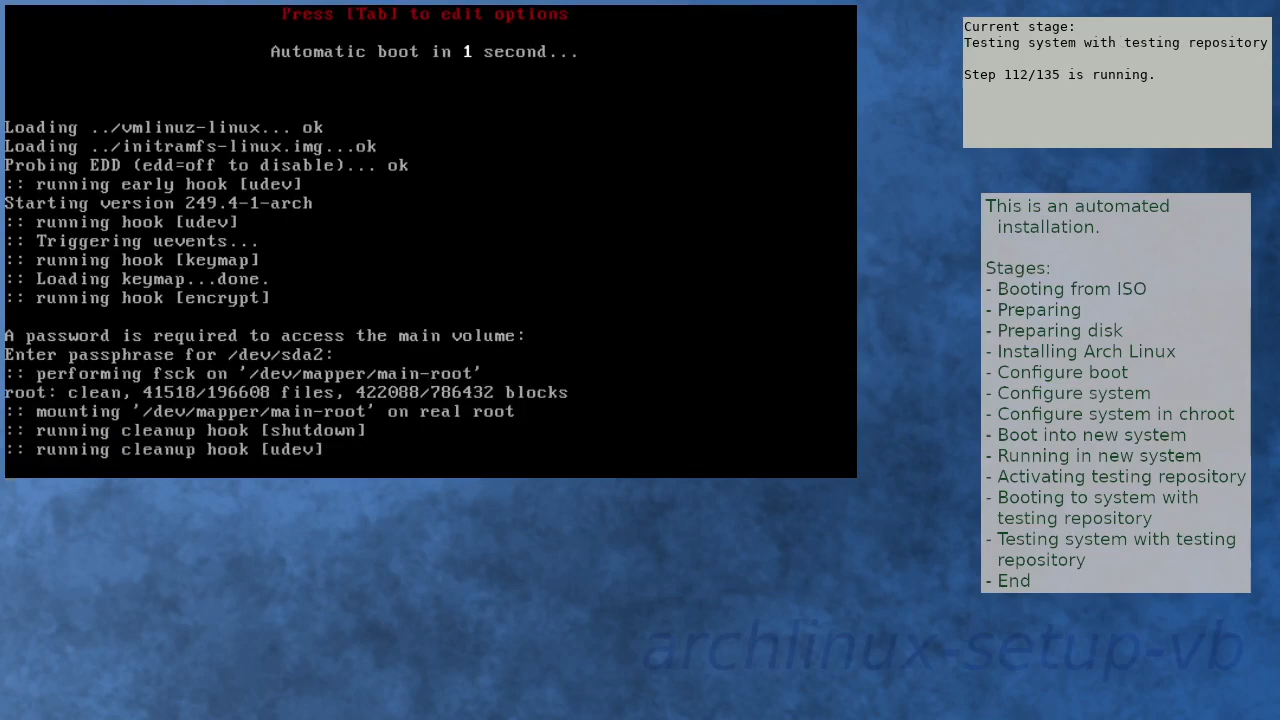 Press [Tab] to edit options
Automatic boot in 1 second...
Loading ../vmlinuz-linux... ok
Loading ../initramfs-linux.img...ok
Probing EDD (edd=off to disable)... ok
:: running early hook [udev]
Starting version 249.4-1-arch
:: running hook [udev]
:: Triggering uevents...
:: running hook [keymap]
:: Loading keymap...done.
:: running hook [encrypt]
A password is required to access the main volume:
Enter passphrase for /dev/sda2:
:: performing fsck on '/dev/mapper/main-root'
root: clean, 41518/196608 files, 422088/786432 blocks
:: mounting '/dev/mapper/main-root' on real root
:: running cleanup hook [shutdown]
:: running cleanup hook [udev]
Current stage:
Testing system with testing repository
Step 112/135 is running.
This is an automated
installation.
Stages:
- Booting from ISO
- Preparing
- Preparing disk
- Installing Arch Linux
- Configure boot
- Configure system
- Configure system in chroot
- Boot into new system
- Running in new system
- Activating testing repository
- Booting to system with
testing repository
- Testing system with testing
repository
- End
archlinux-setup-vb